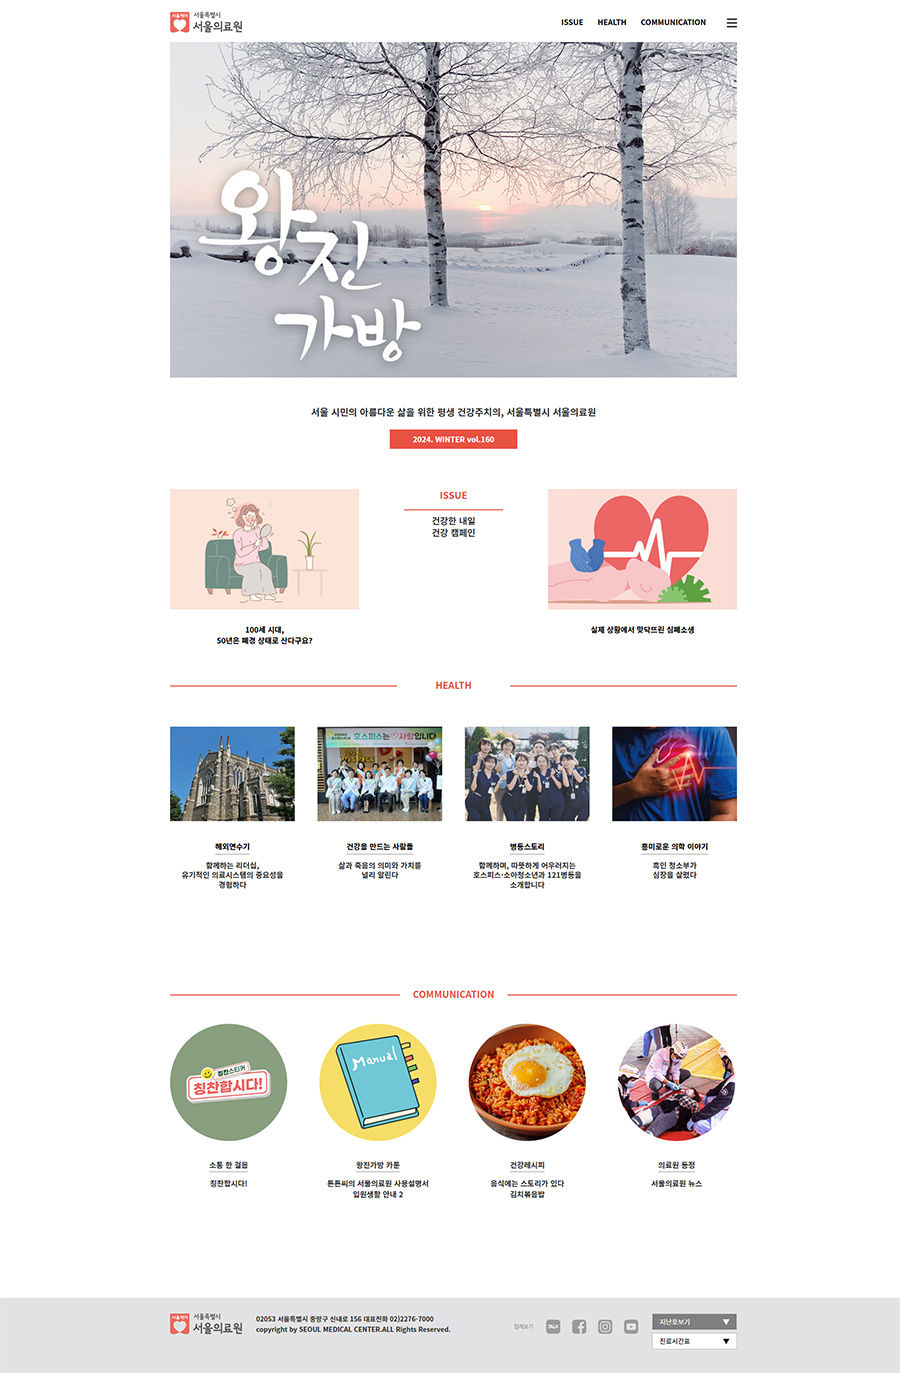 서울케어
서울특별시
서울의료원
ISSUE HEALTH COMMUNICATION
왕진
가방
서울 시민의 아름다운 삶을 위한 평생 건강주치의, 서울특별시 서울의료원
2024. WINTER vol.160
ISSUE
건강한 내일
건강 캠페인
100세 시대,
50년은 폐경 상태로 산다구요?
실제 상황에서 맞닥뜨린 심폐소생
HEALTH
호스피스는 사랑입니다
해외연수기
함께하는 리더십,
유기적인 의료시스템의 중요성을
경험하다
건강을 만드는 사람들
삶과 죽음의 의미와 가치를
널리 알린다
병동스토리
함께하며, 따뜻하게 어우러지는
호스피스·소아청소년과 121병동을
소개합니다
흥미로운 의학 이야기
흑인 청소부가
심장을 살렸다
COMMUNICATION
칭찬스티커
칭찬합시다!
Manual
소통 한 걸음
칭찬합시다!
왕진가방 카툰
튼튼씨의 서울의료원 사용설명서
입원생활 안내 2
건강레시피
음식에는 스토리가 있다
김치볶음밥
의료원 동정
서울의료원 뉴스
서울케어
서울특별시
서울의료원
02053 서울특별시 중랑구 신내로 156 대표전화 02)2276-7000
copyright by SEOUL MEDICAL CENTER.ALL Rights Reserved.
함께보기
TALK
지난호보기 ▼
진료시간표 ▼